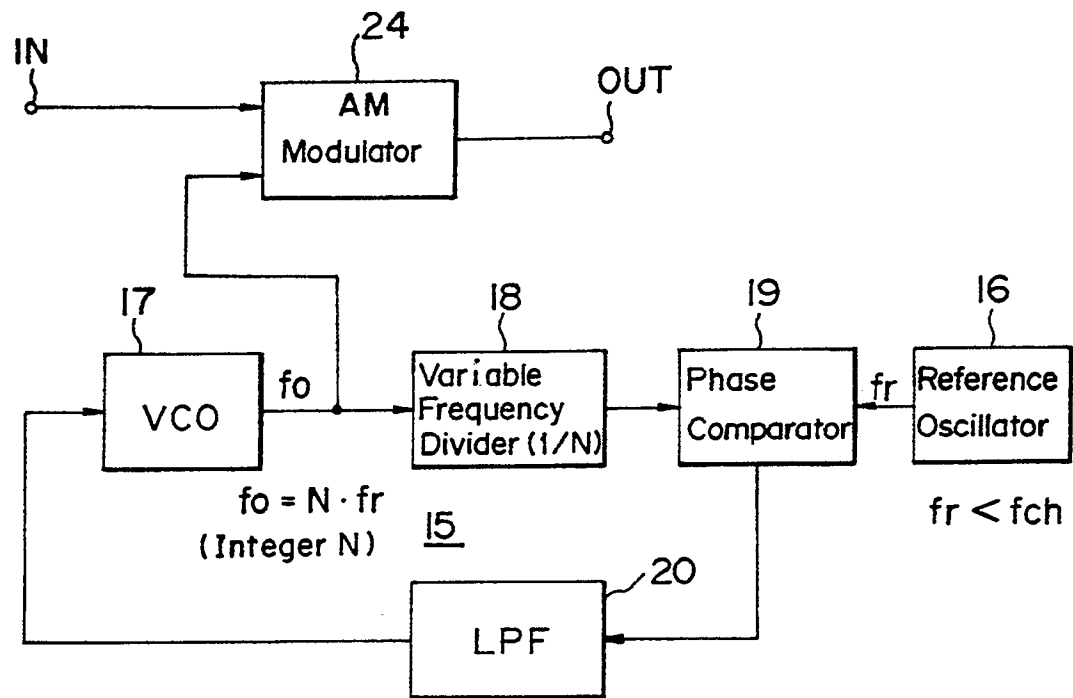 24
IN
AM
Modulator
OUT
17
VCO
fo
18
Variable
Frequency
Divider (1/N)
19
Phase
Comparator
fr
16
Reference
Oscillator
fo = N · fr
(Integer N)
15
fr < fch
20
LPF